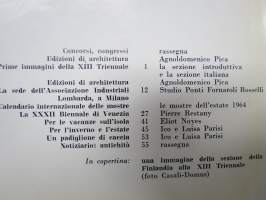 Concorsi, congressi rassegna
Edizioni di architettura Agnoldomenico Pica
Prime immagini della XIII Triennale 1 la sezione introduttiva
e la sezione italiana
Edizioni di architettura Agnoldomenico Pica
La sede dell'Associazione Industriali 12 Studio Ponti Fornaroli Rosselli
Lombarda, a Milano
Calendario internazionale delle mostre le mostre dell'estate 1964
La XXXII Biennale di Venezia 27 Pierre Restany
Per le vacanze sull'isola 41 Eliot Noyes
Per l'inverno e l'estate 45 Ico e Luisa Parisi
Un padiglione di caccia 53 Ico e Luisa Parisi
Notiziario: antichità 55 rassegna
In copertina: una immagine della sezione della
Finlandia alla XIII Triennale
(foto Casali-Domus)